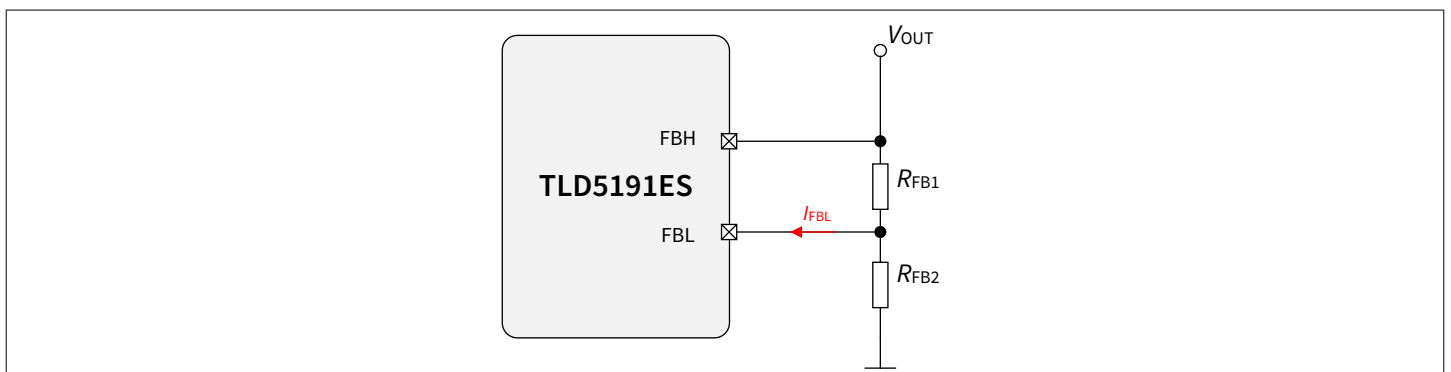 VOUT
FBH
RFB1
TLD5191ES
IFBL
FBL
RFB2